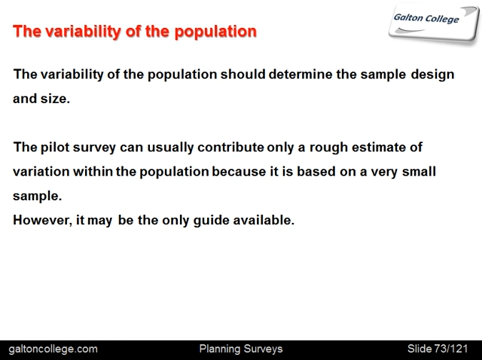 The variability of the population
Galton College
The variability of the population should determine the sample design
and size.
The pilot survey can usually contribute only a rough estimate of
variation within the population because it is based on a very small
sample.
However, it may be the only guide available.
galtoncollege.com
Planning Surveys
Slide 73/121